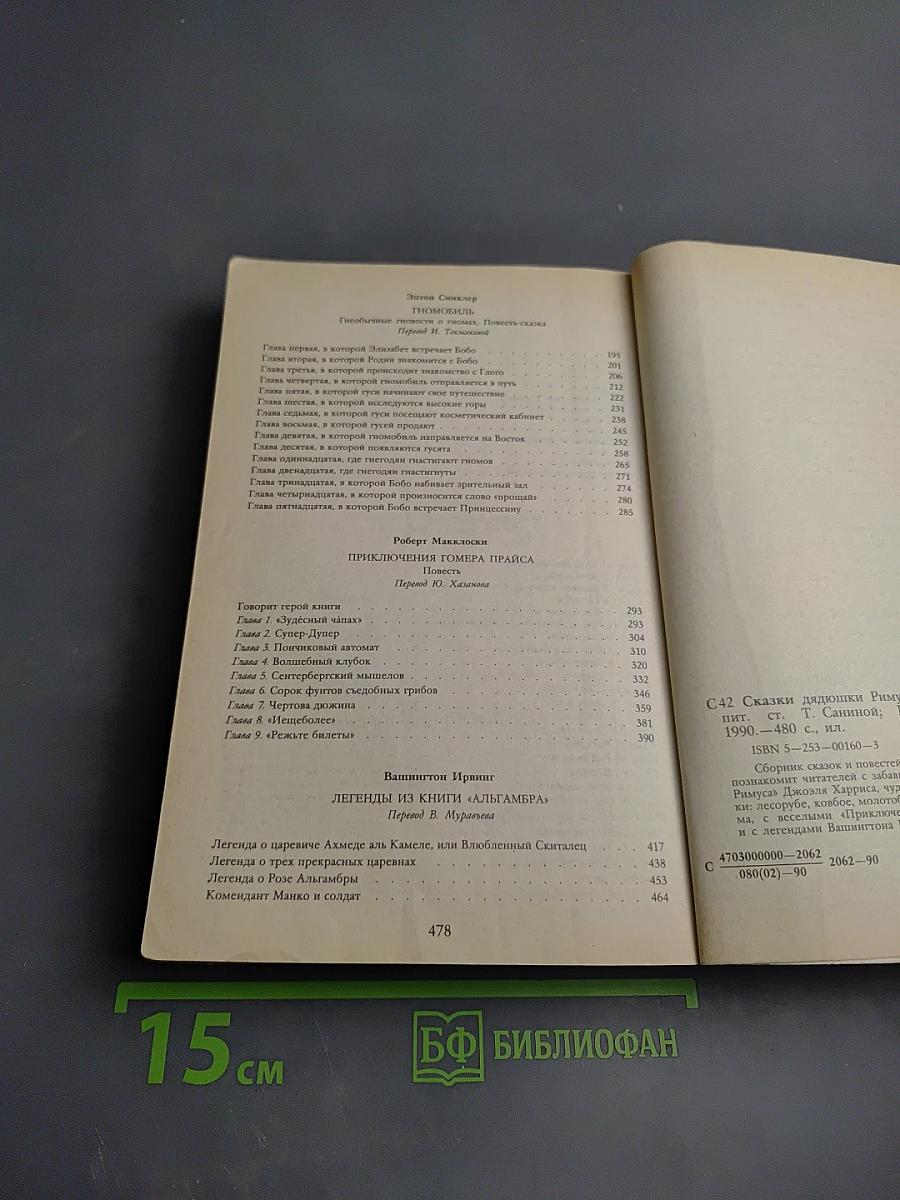 Эптон Синклер
ГНОМОБИЛЬ
Гнеобычные гновости о гномах. Повесть-сказка
Перевод И. Токмаковой
Глава первая, в которой Элизабет встречает Бобо . . . . . . . . . 195
Глава вторая, в которой Родни знакомится с Бобо . . . . . . . . . 201
Глава третья, в которой происходит знакомство с Глого . . . . . . . . 206
Глава четвертая, в которой гномобиль отправляется в путь . . . . . . . 212
Глава пятая, в которой гуси начинают свое путешествие . . . . . . . . 222
Глава шестая, в которой исследуются высокие горы . . . . . . . . . 231
Глава седьмая, в которой гуси посещают косметический кабинет . . . . . 238
Глава восьмая, в которой гусей продают . . . . . . . . . . . 245
Глава девятая, в которой гномобиль направляется на Восток . . . . . . 252
Глава десятая, в которой появляются гусята . . . . . . . . . . 258
Глава одиннадцатая, где гнегодян гнастигают гномов . . . . . . . . 265
Глава двенадцатая, где гнегодян гнастигнуты . . . . . . . . . . 271
Глава тринадцатая, в которой Бобо набивает зрительный зал . . . . . . 274
Глава четырнадцатая, в которой произносится слово «прощай» . . . . . . 280
Глава пятнадцатая, в которой Бобо встречает Принцессину . . . . . . . 285
Роберт Макклоски
ПРИКЛЮЧЕНИЯ ГОМЕРА ПРАЙСА
Повесть
Перевод Ю. Хазанова
Говорит герой книги . . . . . . . . . . . . . . . . . 293
Глава 1. «Зуде́сный ча́пах» . . . . . . . . . . . . . . . . 293
Глава 2. Супер-Дупер . . . . . . . . . . . . . . . . . 304
Глава 3. Пончиковый автомат . . . . . . . . . . . . . . . 310
Глава 4. Волшебный клубок . . . . . . . . . . . . . . . . 320
Глава 5. Сентербергский мышелов . . . . . . . . . . . . . . 332
Глава 6. Сорок фунтов съедобных грибов . . . . . . . . . . . . 346
Глава 7. Чертова дюжина . . . . . . . . . . . . . . . . 359
Глава 8. «Иещеболее» . . . . . . . . . . . . . . . . . 381
Глава 9. «Режьте билеты» . . . . . . . . . . . . . . . . 390
Вашингтон Ирвинг
ЛЕГЕНДЫ ИЗ КНИГИ «АЛЬГАМБРА»
Перевод В. Муравьева
Легенда о царевиче Ахмеде аль Камеле, или Влюбленный Скиталец . . . 417
Легенда о трех прекрасных царевнах . . . . . . . . . . . . . 438
Легенда о Розе Альгамбры . . . . . . . . . . . . . . . . 453
Комендант Манко и солдат . . . . . . . . . . . . . . . . 464
478
С42 Сказки дядюшки Риму
пит. ст. Т. Саниной;
1990.—480 с., ил.
ISBN 5—253—00160—3
Сборник сказок и повестей
познакомит читателей с забав
Римуса» Джоэля Харриса, чуд
ки: лесорубе, ковбое, молотоб
ма, с веселыми «Приключе
и с легендами Вашингтона
С 4703000000—2062 2062—90
080(02)—90
15 см
БФ БИБЛИОФАН